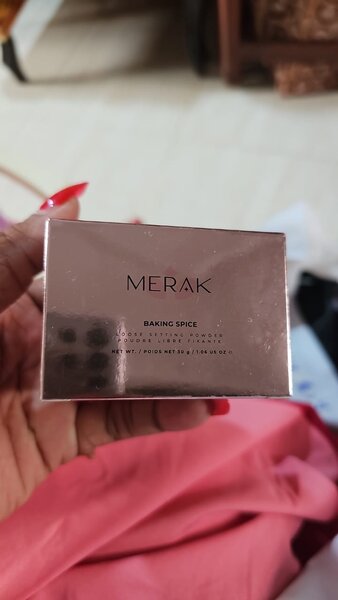 MERAK
BAKING SPICE
LOOSE SETTING POWDER
POUDRE LIBRE FIXANTE
NET WT. / POIDS NET 30 g / 1.06 US OZ ℮